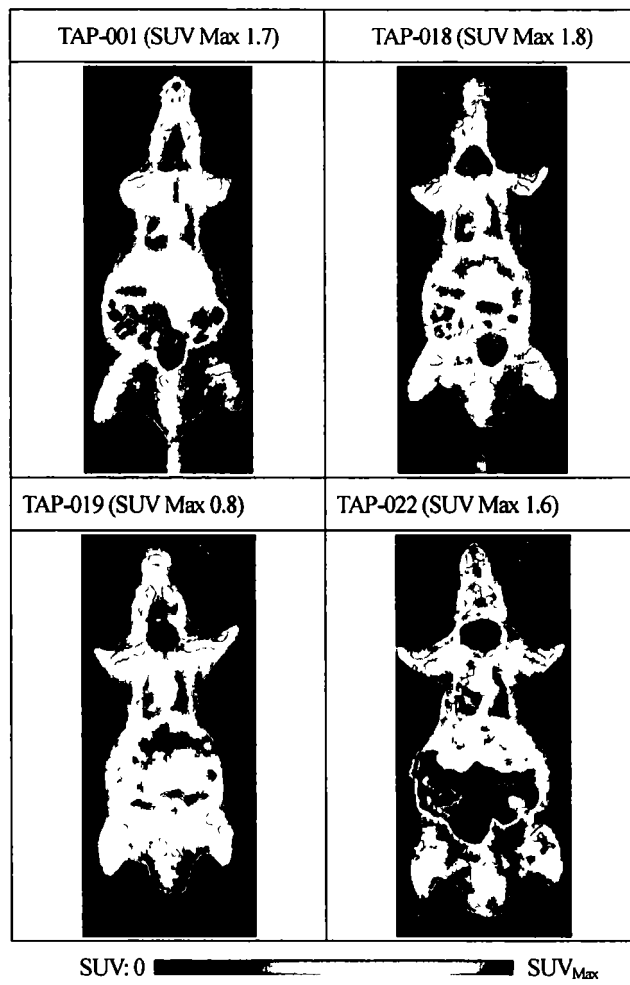 TAP-001 (SUV Max 1.7)
TAP-018 (SUV Max 1.8)
TAP-019 (SUV Max 0.8)
TAP-022 (SUV Max 1.6)
SUV: 0 SUVMax